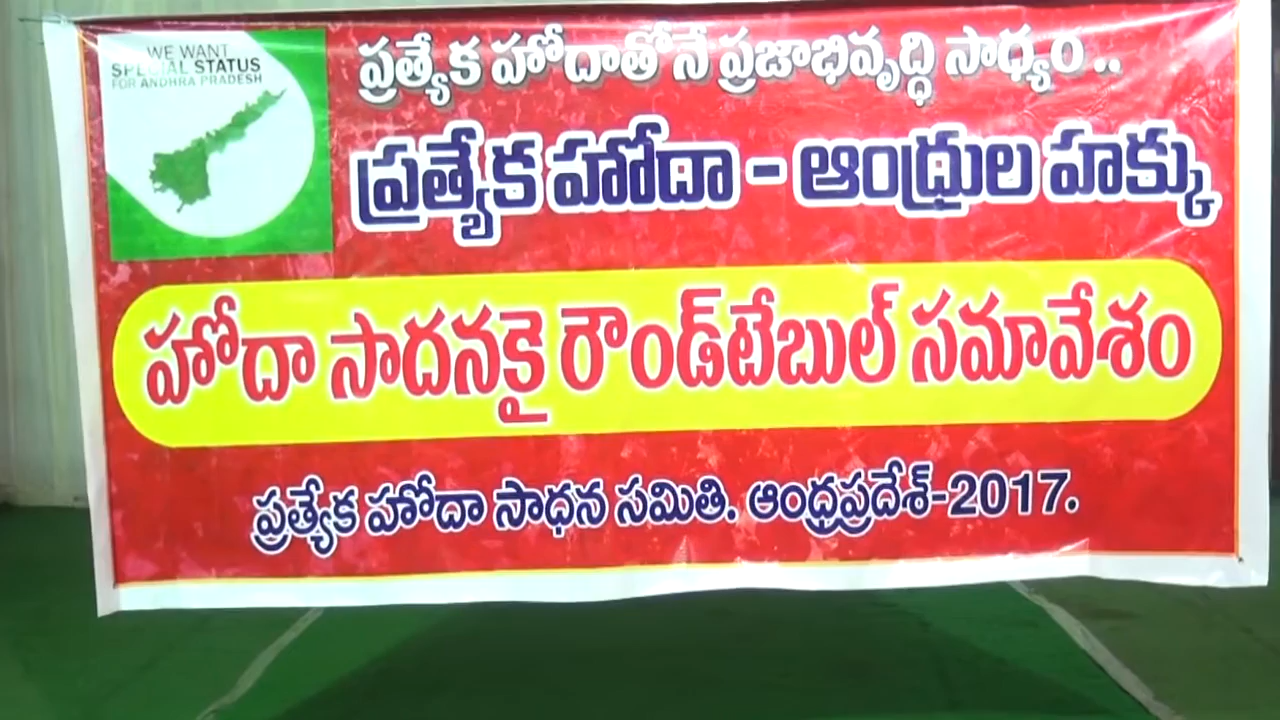 WE WANT
SPECIAL STATUS
FOR ANDHRA PRADESH
ప్రత్యేక హోదాతోనే ప్రజాభివృద్ధి సాధ్యం ..
ప్రత్యేక హోదా - ఆంధ్రుల హక్కు
హోదా సాదనకై రౌండ్‌టేబుల్ సమావేశం
ప్రత్యేక హోదా సాధన సమితి. ఆంధ్రప్రదేశ్-2017.